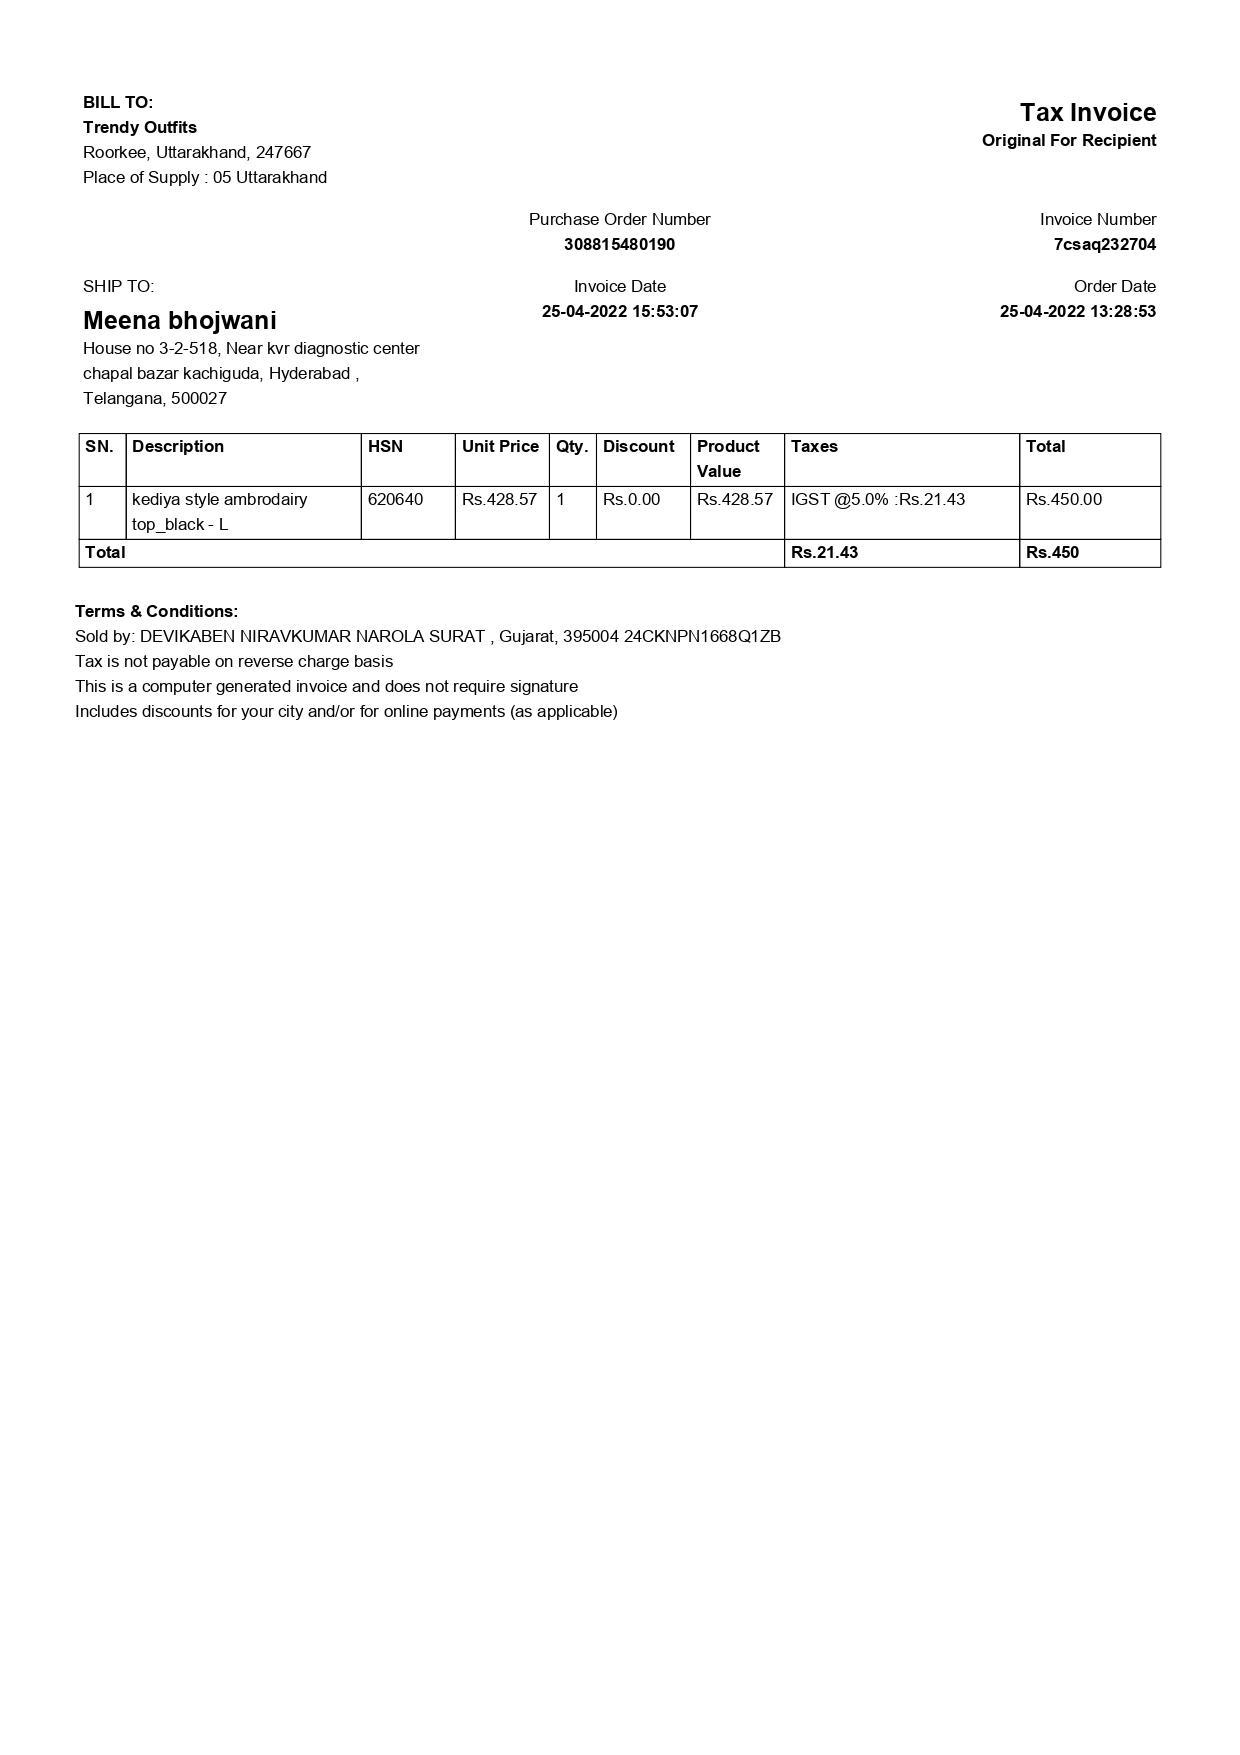 BILL TO:
Trendy Outfits
Roorkee, Uttarakhand, 247667
Place of Supply : 05 Uttarakhand
Tax Invoice
Original For Recipient
Purchase Order Number
308815480190
Invoice Number
7csaq232704
SHIP TO:
Meena bhojwani
House no 3-2-518, Near kvr diagnostic center
chapal bazar kachiguda, Hyderabad ,
Telangana, 500027
Invoice Date
25-04-2022 15:53:07
Order Date
25-04-2022 13:28:53
SN. Description HSN Unit Price Qty. Discount Product Value Taxes Total
1 kediya style ambrodairy top_black - L 620640 Rs.428.57 1 Rs.0.00 Rs.428.57 IGST @5.0% :Rs.21.43 Rs.450.00
Total Rs.21.43 Rs.450
Terms & Conditions:
Sold by: DEVIKABEN NIRAVKUMAR NAROLA SURAT , Gujarat, 395004 24CKNPN1668Q1ZB
Tax is not payable on reverse charge basis
This is a computer generated invoice and does not require signature
Includes discounts for your city and/or for online payments (as applicable)